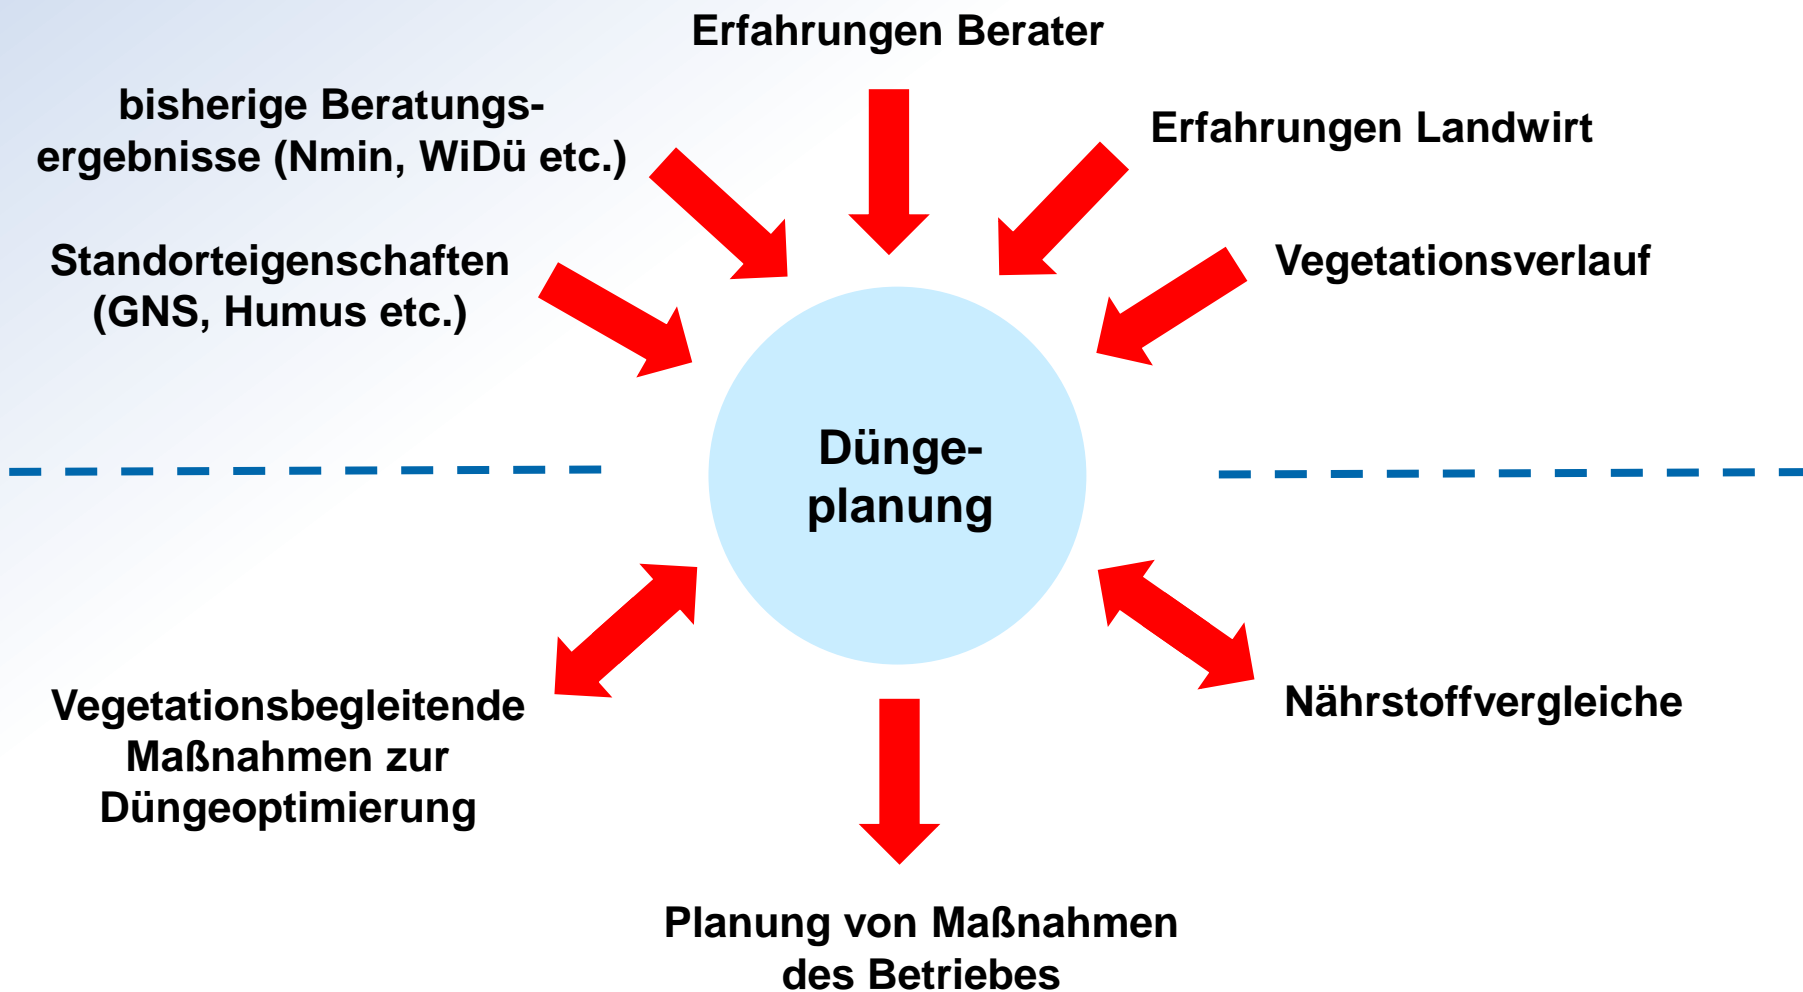 Erfahrungen Berater
bisherige Beratungs-
ergebnisse (Nmin, WiDü etc.)
Erfahrungen Landwirt
Standorteigenschaften
(GNS, Humus etc.)
Vegetationsverlauf
Dünge-
planung
Vegetationsbegleitende
Maßnahmen zur
Düngeoptimierung
Nährstoffvergleiche
Planung von Maßnahmen
des Betriebes